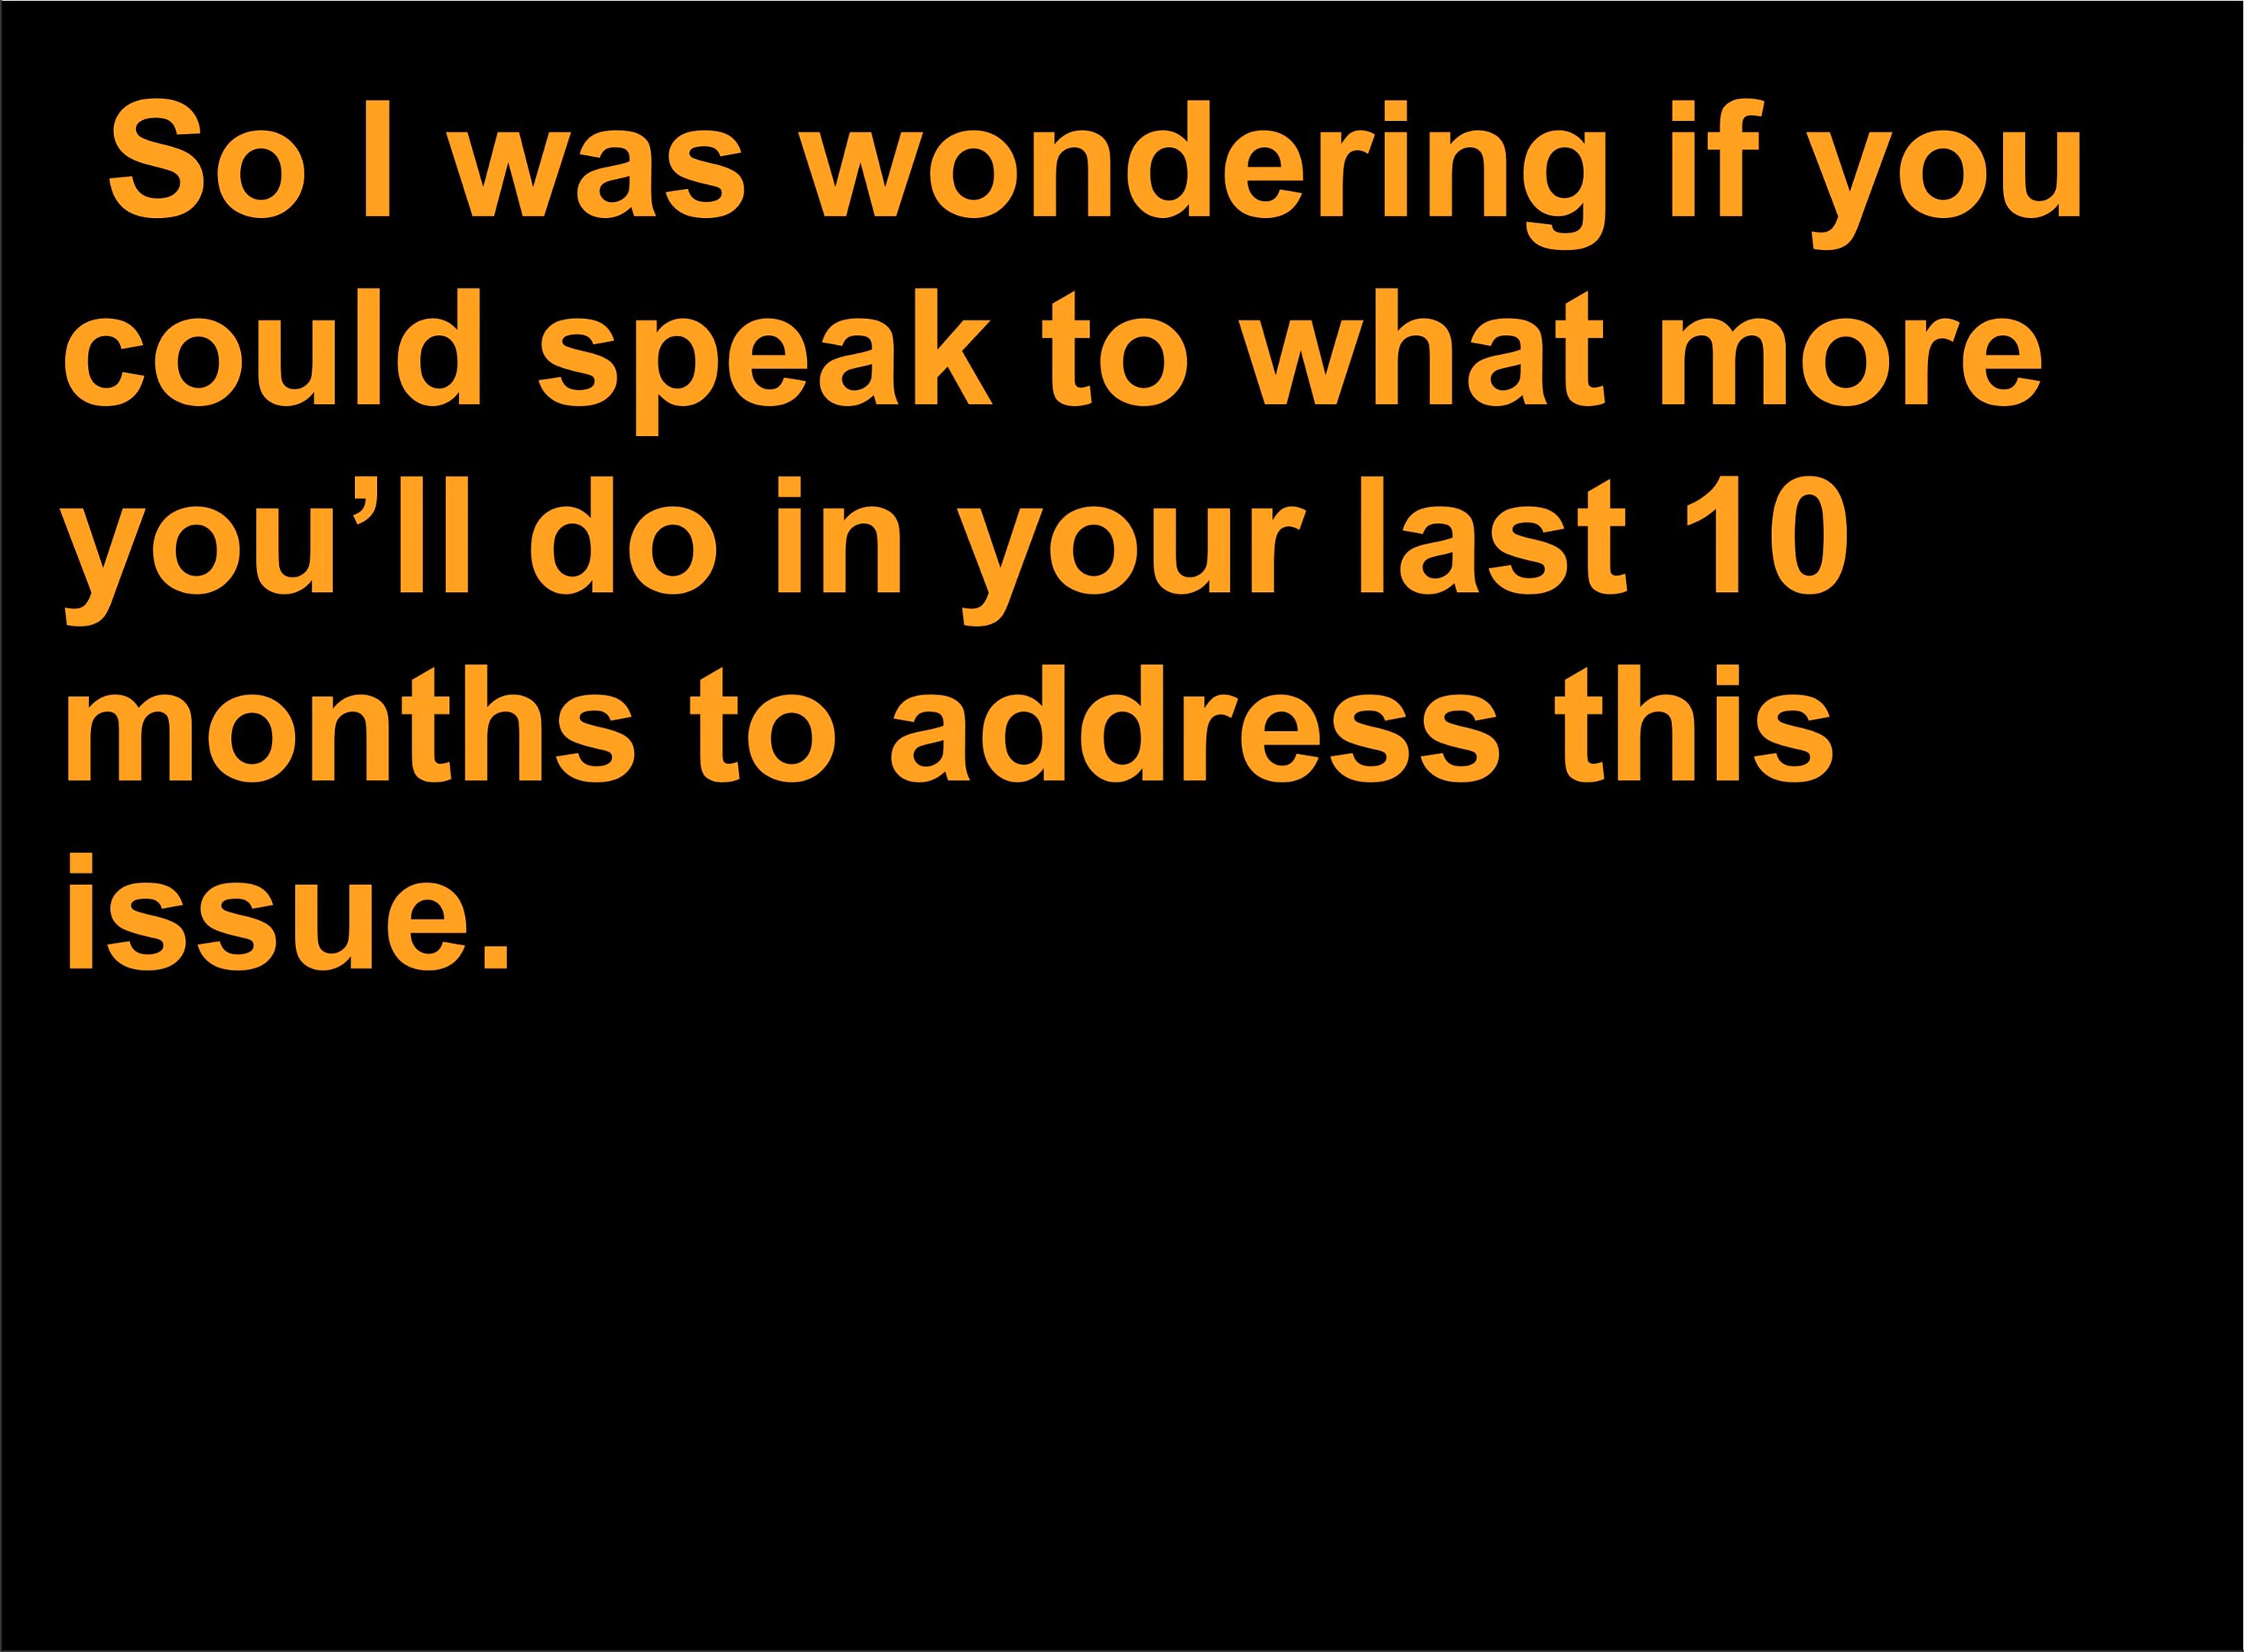 So I was wondering if you
could speak to what more
you’ll do in your last 10
months to address this
issue.